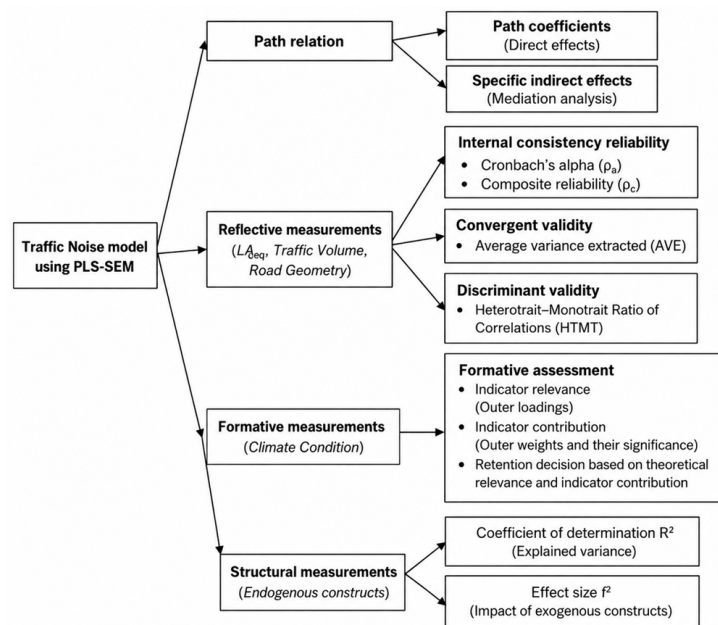 Traffic Noise model
using PLS-SEM
Path relation
Path coefficients
(Direct effects)
Specific indirect effects
(Mediation analysis)
Reflective measurements
(LAeq, Traffic Volume,
Road Geometry)
Internal consistency reliability
• Cronbach's alpha (ρa)
• Composite reliability (ρc)
Convergent validity
• Average variance extracted (AVE)
Discriminant validity
• Heterotrait–Monotrait Ratio of
Correlations (HTMT)
Formative measurements
(Climate Condition)
Formative assessment
• Indicator relevance
(Outer loadings)
• Indicator contribution
(Outer weights and their significance)
• Retention decision based on theoretical
relevance and indicator contribution
Structural measurements
(Endogenous constructs)
Coefficient of determination R²
(Explained variance)
Effect size f²
(Impact of exogenous constructs)